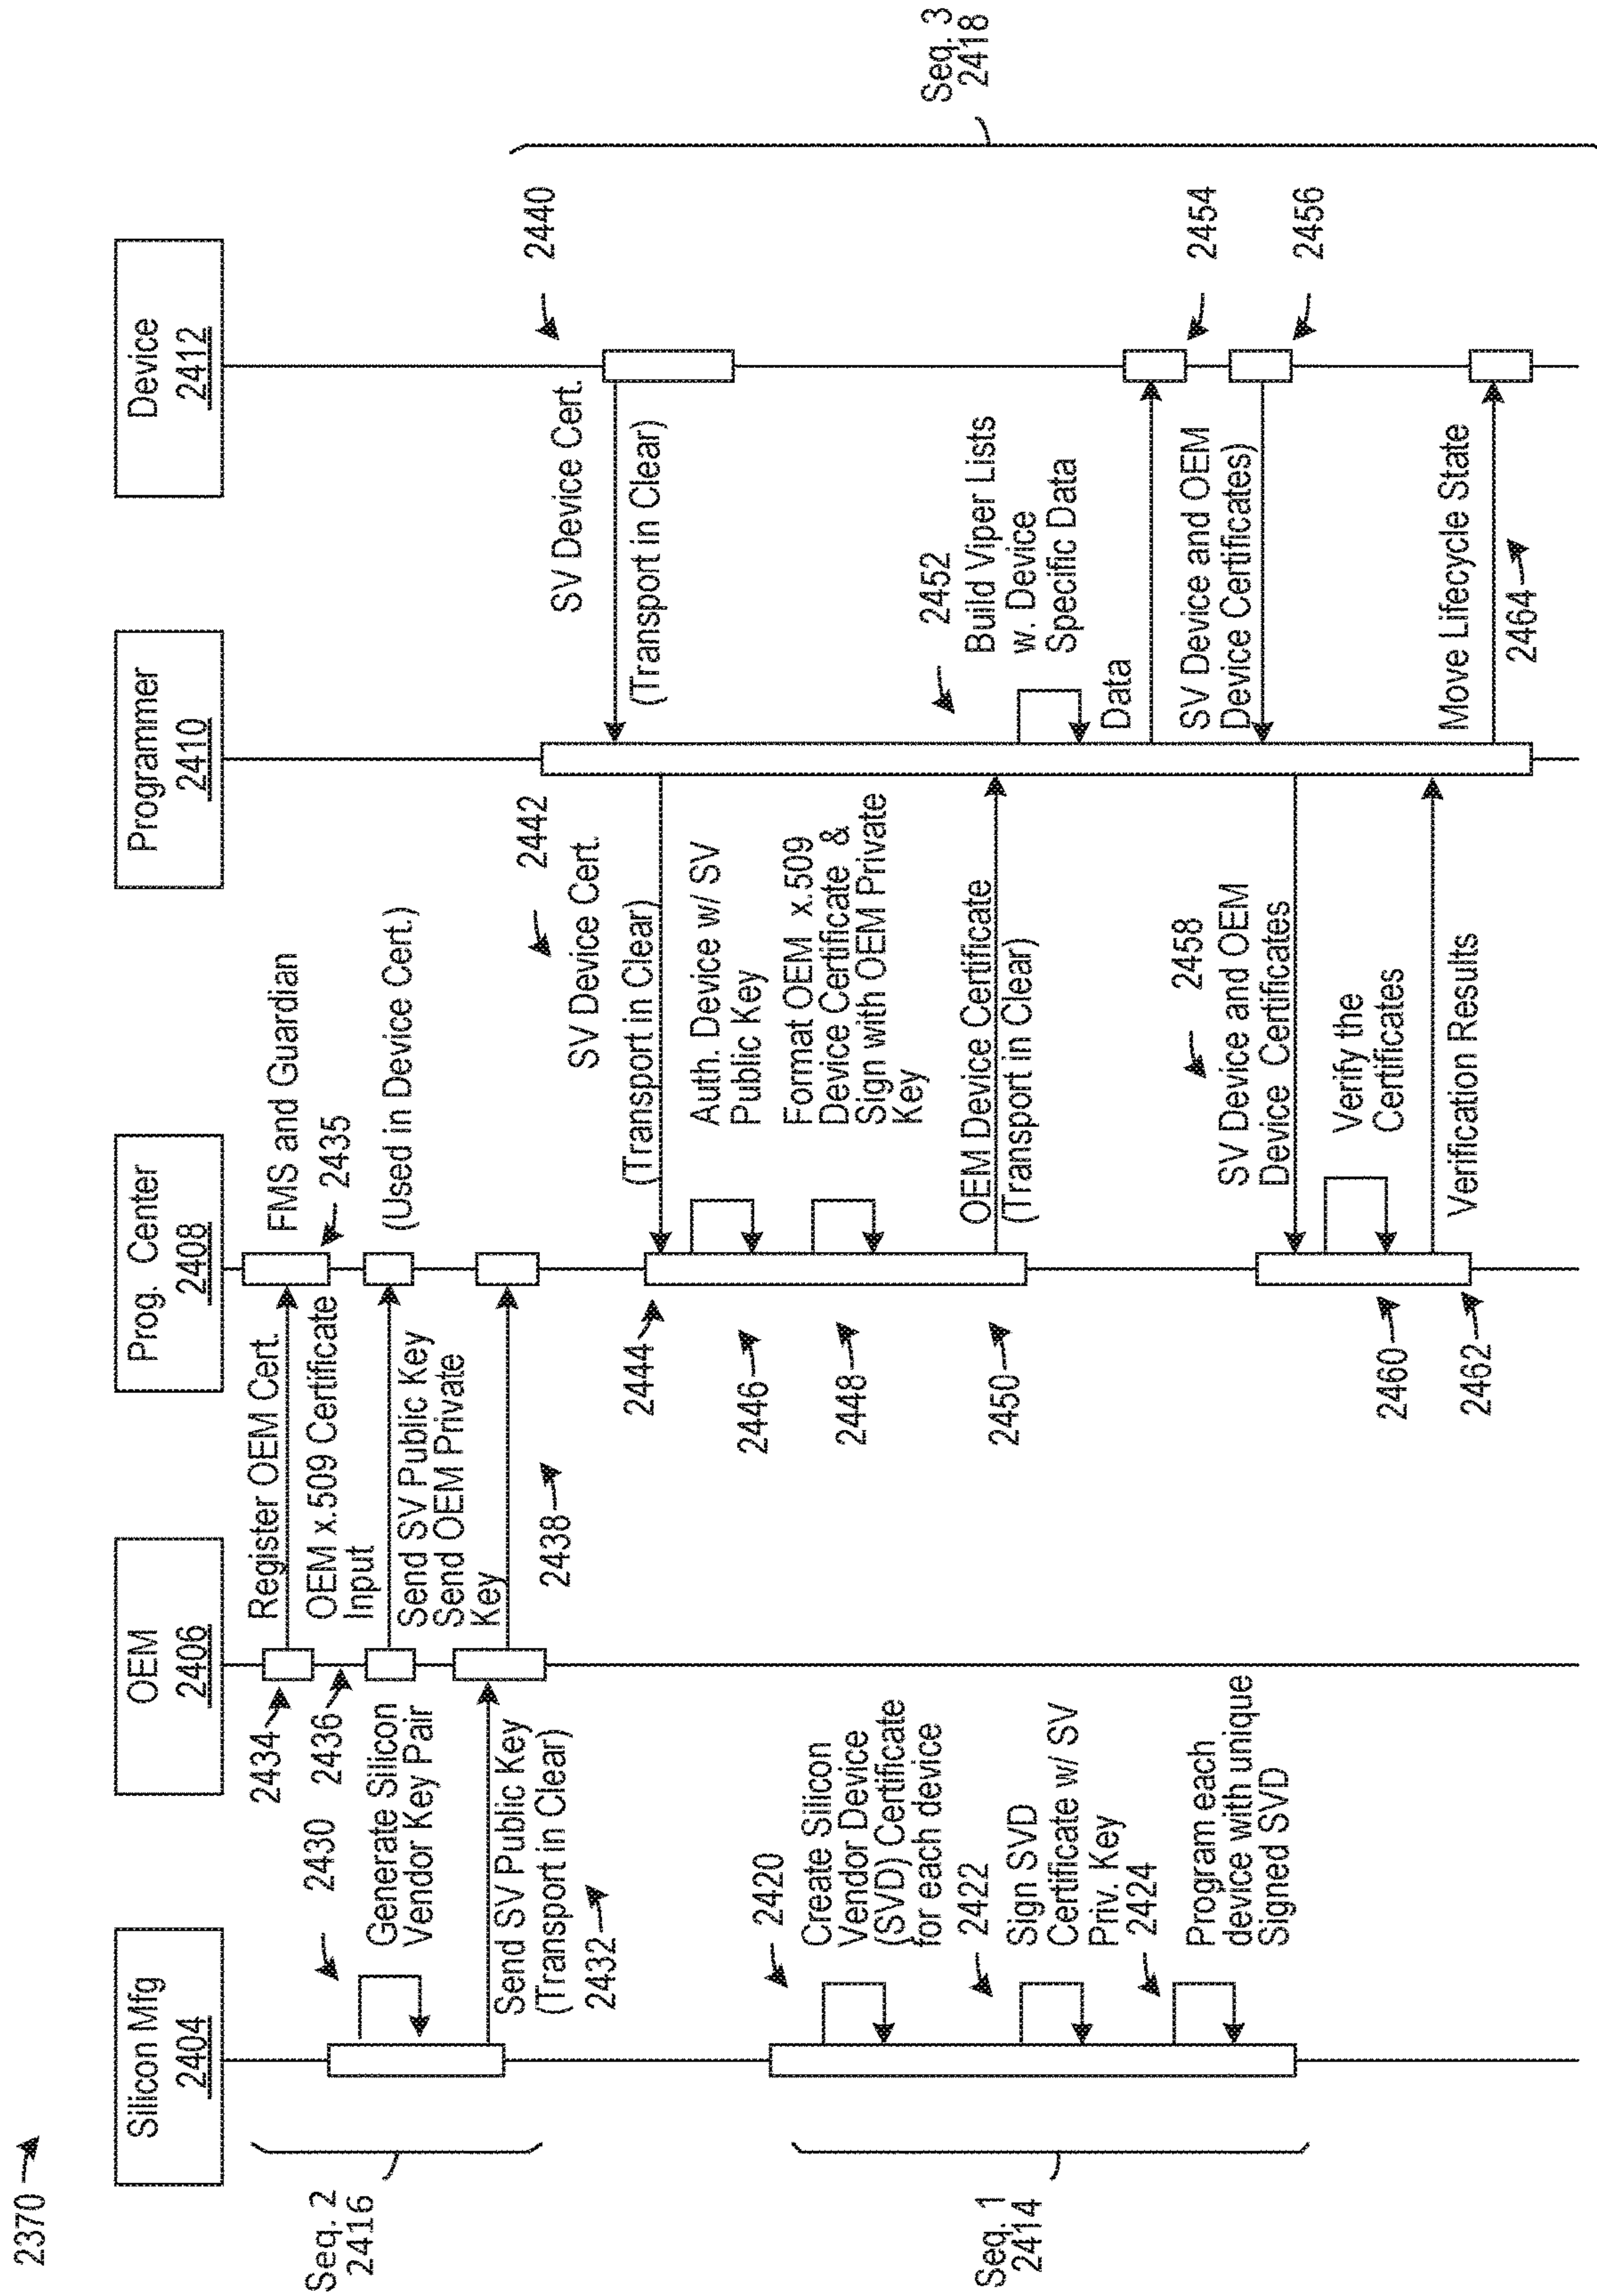 2370
Silicon Mfg
2404
OEM
2406
Prog. Center
2408
Programmer
2410
Device
2412
Seq. 2
2416
2430
Generate Silicon
Vendor Key Pair
Send SV Public Key
(Transport in Clear)
2432
2434
2436
Register OEM Cert.
OEM x.509 Certificate
Input
Send SV Public Key
Send OEM Private
Key
2438
FMS and Guardian
2435
(Used in Device Cert.)
Seq. 1
2414
2420
Create Silicon
Vendor Device
(SVD) Certificate
for each device
2422
Sign SVD
Certificate w/ SV
Priv. Key
2424
Program each
device with unique
Signed SVD
Seq. 3
2418
2440
SV Device Cert.
(Transport in Clear)
2442
SV Device Cert.
(Transport in Clear)
2444
Auth. Device w/ SV
Public Key
2446
Format OEM x.509
Device Certificate &
Sign with OEM Private
Key
2448
OEM Device Certificate
(Transport in Clear)
2450
2452
Build Viper Lists
w. Device
Specific Data
Data
2454
SV Device and OEM
Device Certificates)
2456
2458
SV Device and OEM
Device Certificates
Verify the
Certificates
2460
Verification Results
2462
Move Lifecycle State
2464